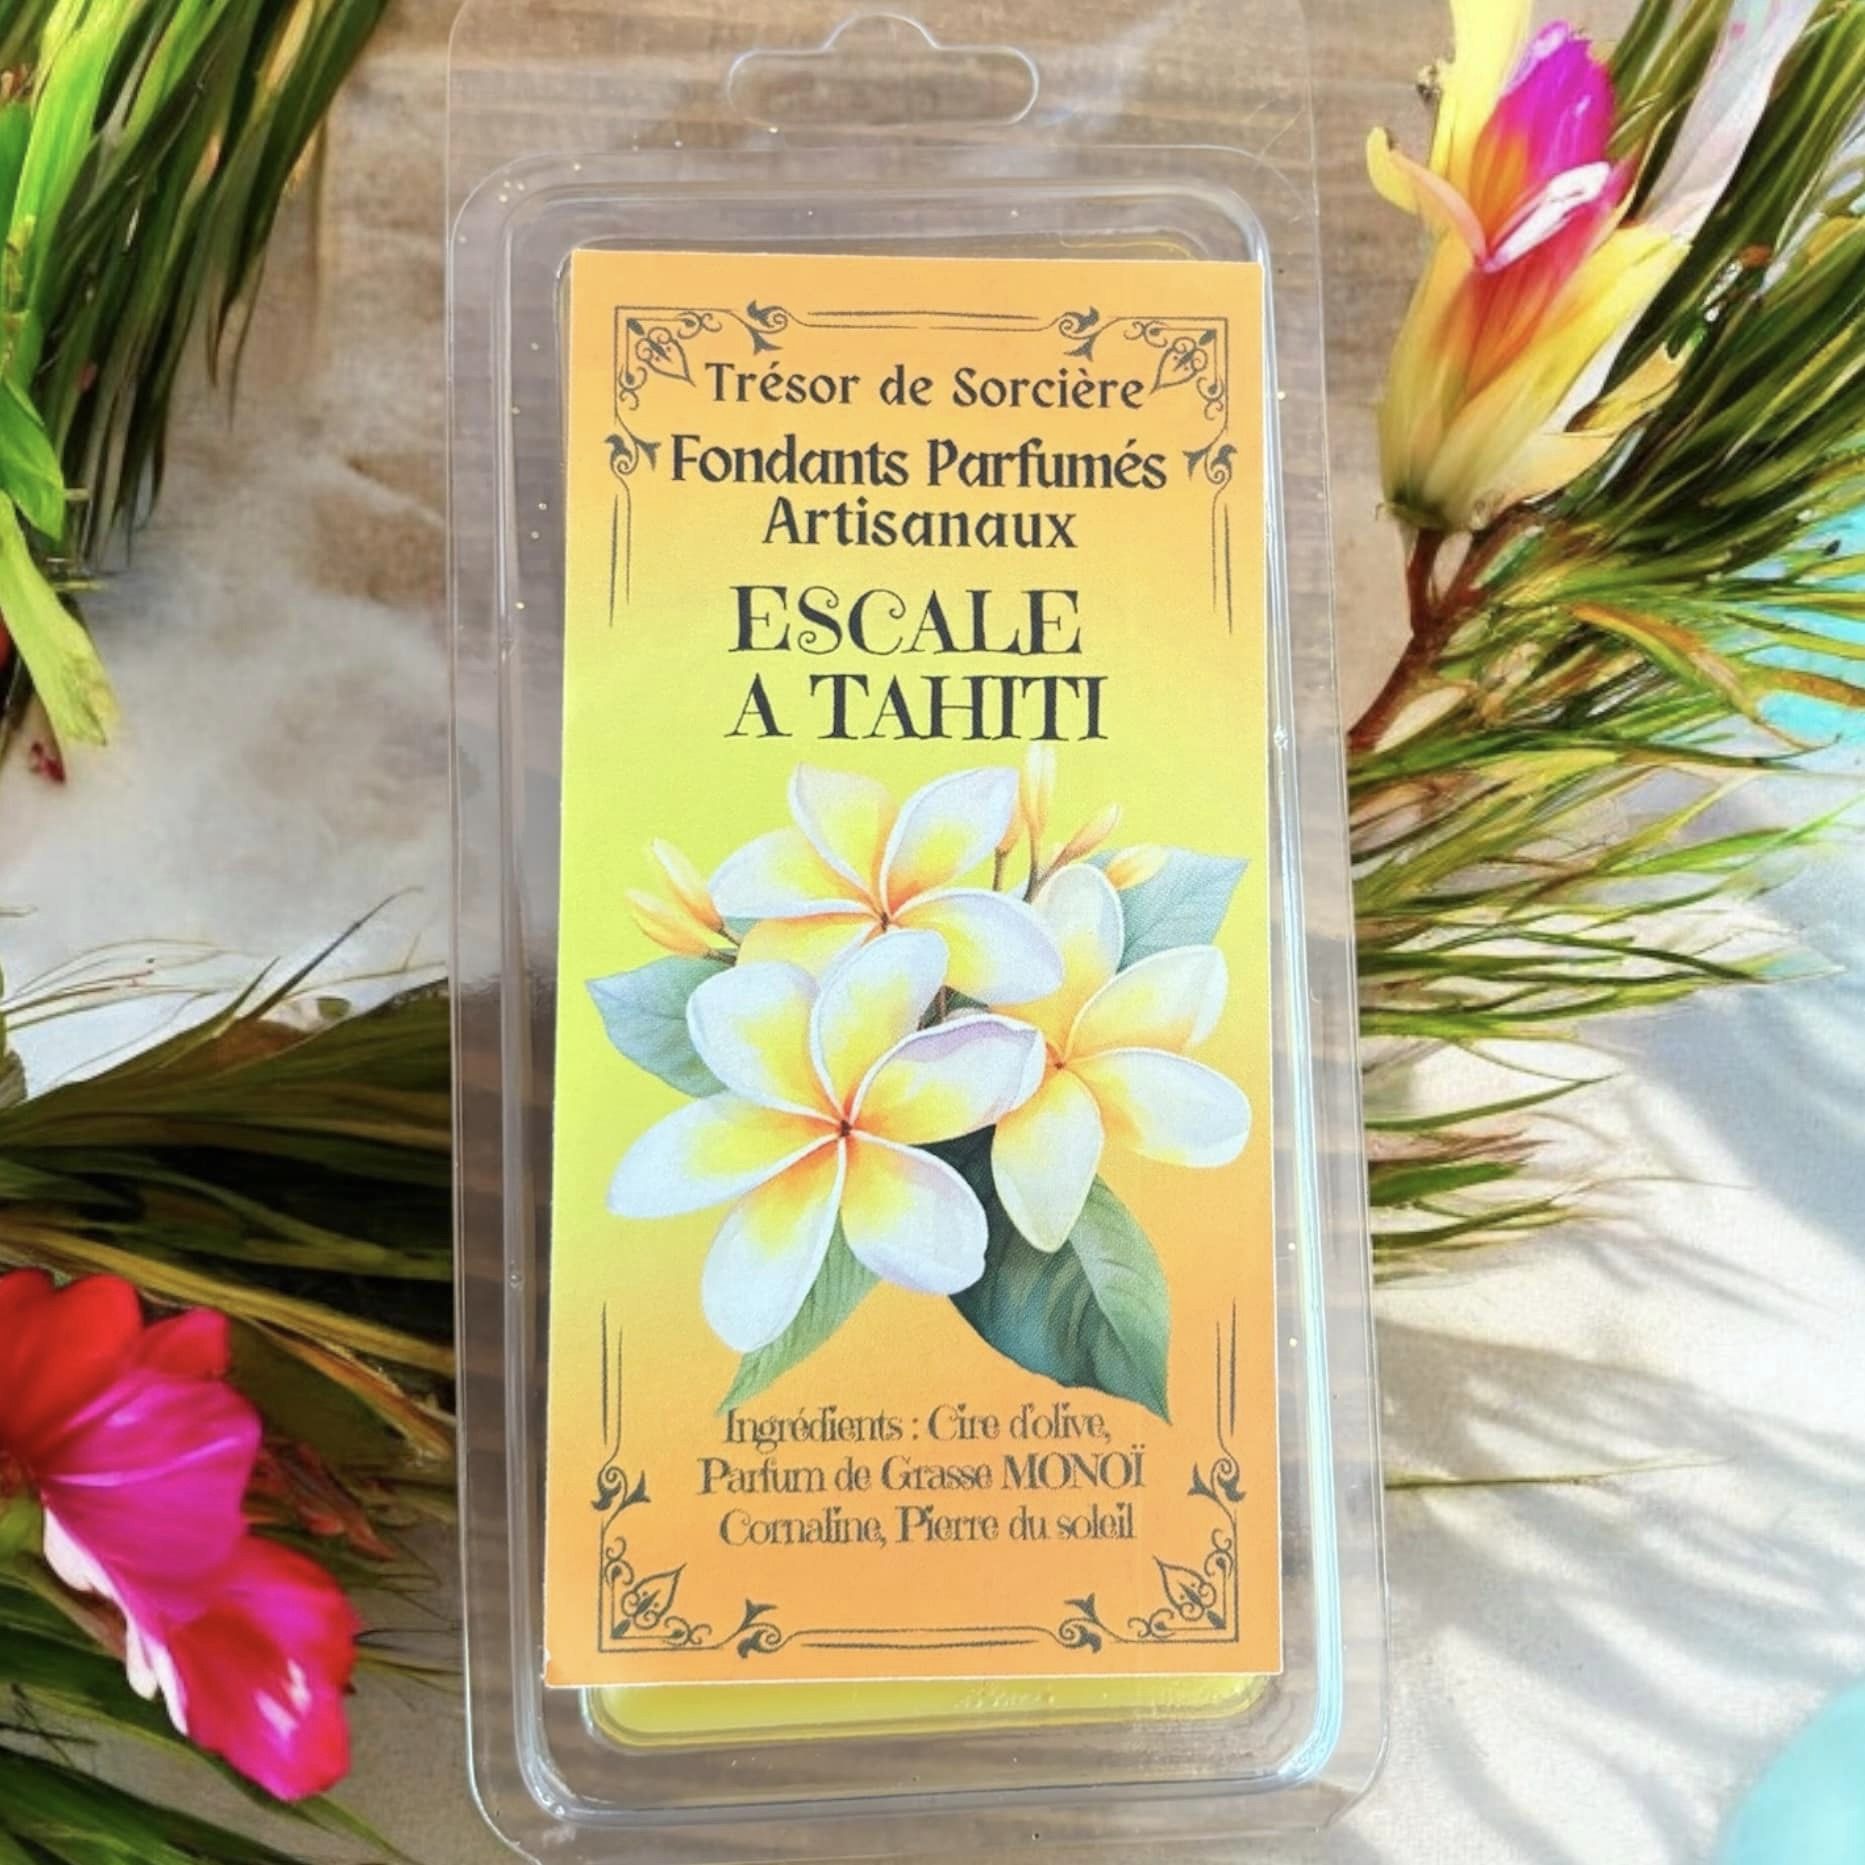 Trésor de Sorcière
Fondants Parfumés
Artisanaux
ESCALE
A TAHITI
Ingrédients : Cire d'olive,
Parfum de Grasse MONOÏ
Cornaline, Pierre du soleil